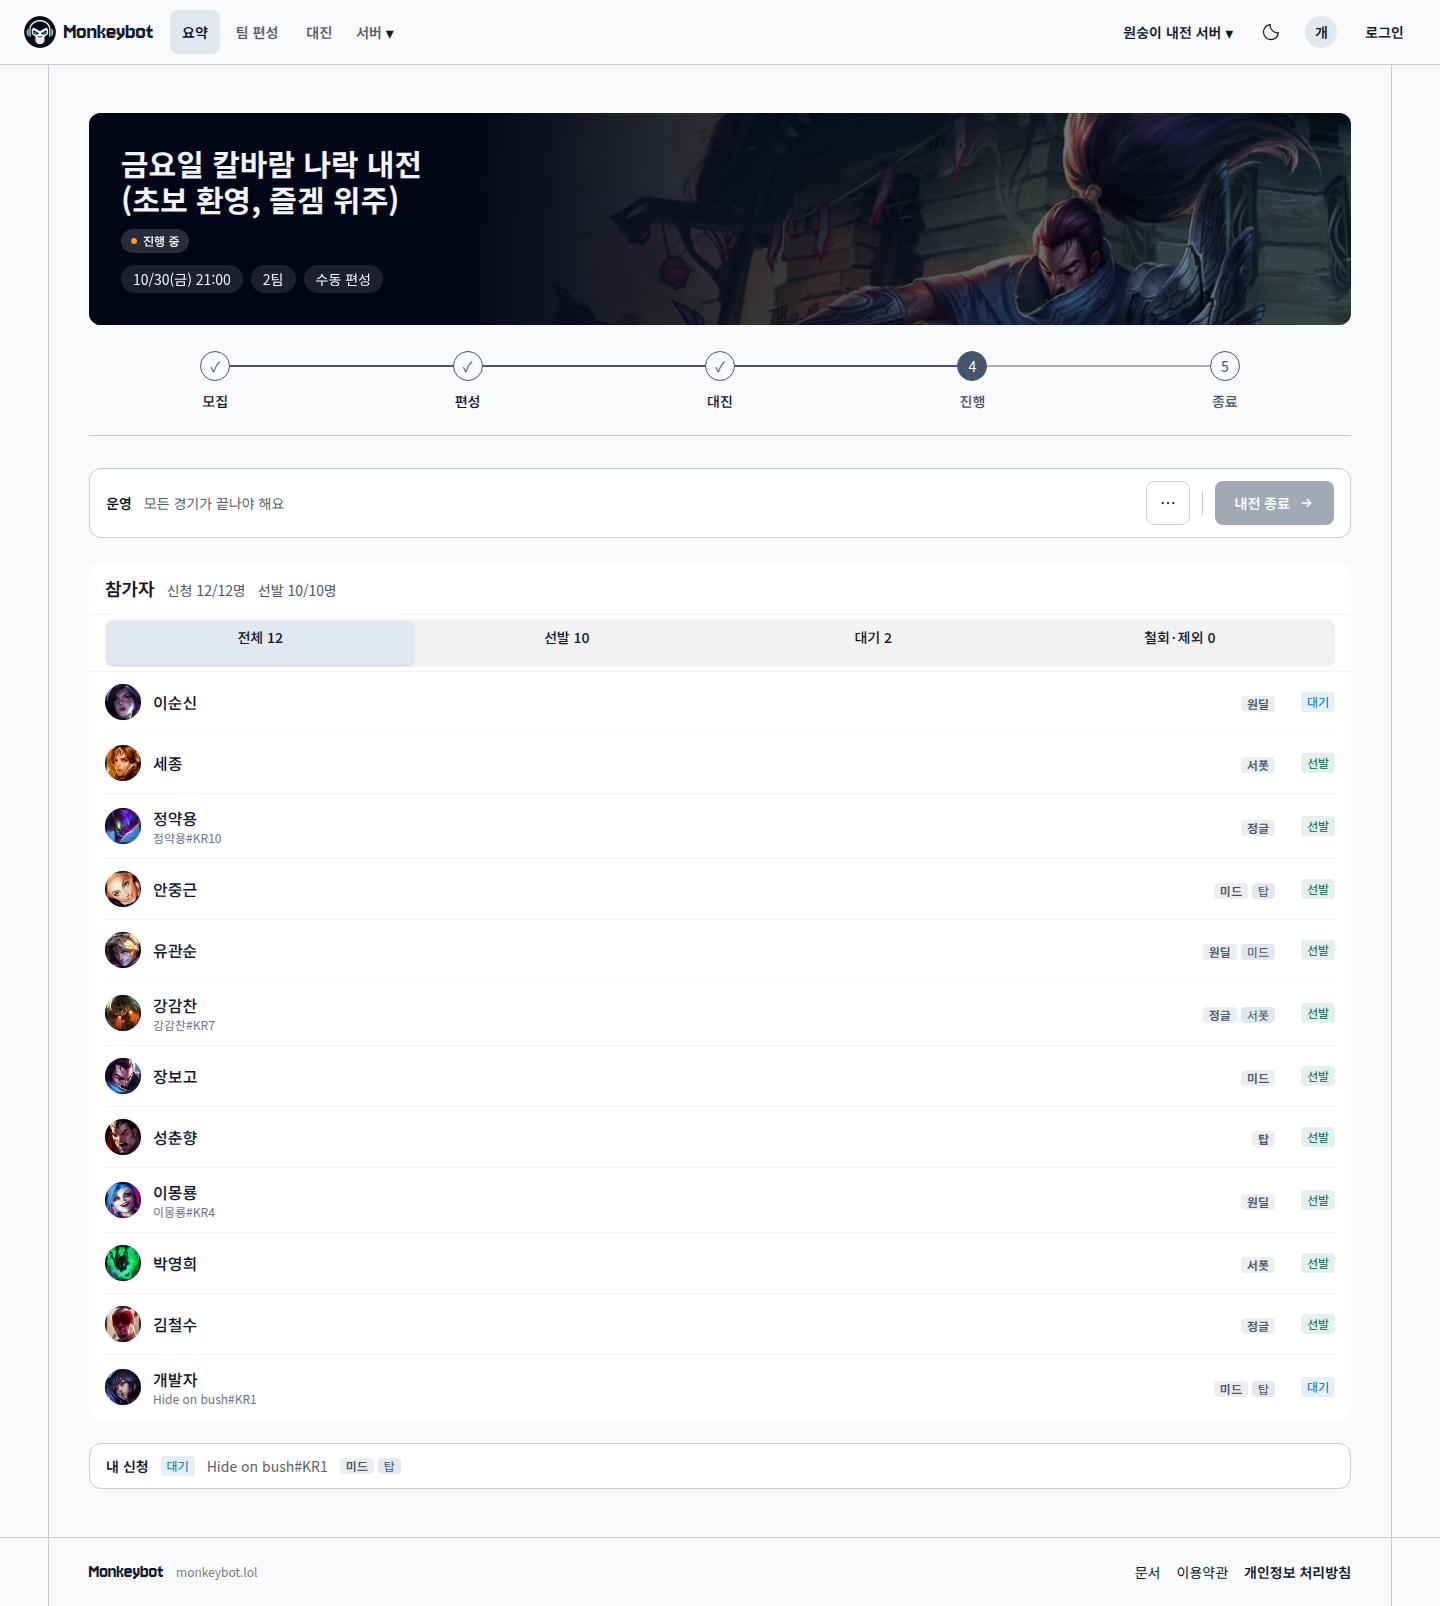 Monkeybot
요약
팀 편성
대진
서버 ▾
원숭이 내전 서버 ▾
개
로그인
금요일 칼바람 나락 내전
(초보 환영, 즐겜 위주)
진행 중
10/30(금) 21:00
2팀
수동 편성
✓
✓
✓
4
5
모집
편성
대진
진행
종료
운영 모든 경기가 끝나야 해요
···
내전 종료 →
참가자 신청 12/12명 선발 10/10명
전체 12
선발 10
대기 2
철회·제외 0
이순신
원딜
대기
세종
서폿
선발
정약용
정약용#KR10
정글
선발
안중근
미드 탑
선발
유관순
원딜 미드
선발
강감찬
강감찬#KR7
정글 서폿
선발
장보고
미드
선발
성춘향
탑
선발
이몽룡
이몽룡#KR4
원딜
선발
박영희
서폿
선발
김철수
정글
선발
개발자
Hide on bush#KR1
미드 탑
대기
내 신청 대기 Hide on bush#KR1 미드 탑
Monkeybot monkeybot.lol
문서 이용약관 개인정보 처리방침